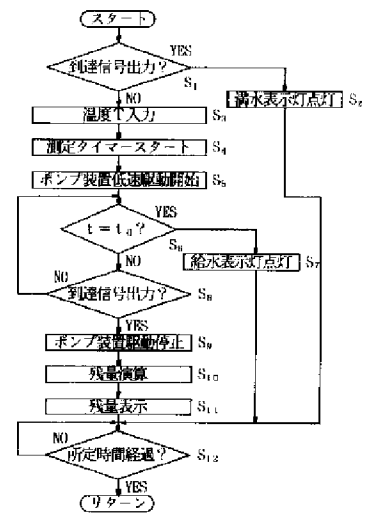 スタート
YES
到達信号出力？
S₁
NO
満水表示灯点灯 S₂
温度T入力 S₃
測定タイマースタート S₄
ポンプ装置低速駆動開始 S₅
YES
t＝t₀？
S₆
NO
給水表示灯点灯 S₇
NO
到達信号出力？
S₈
YES
ポンプ装置駆動停止 S₉
残量演算 S₁₀
残量表示 S₁₁
NO
所定時間経過？
S₁₂
YES
リターン